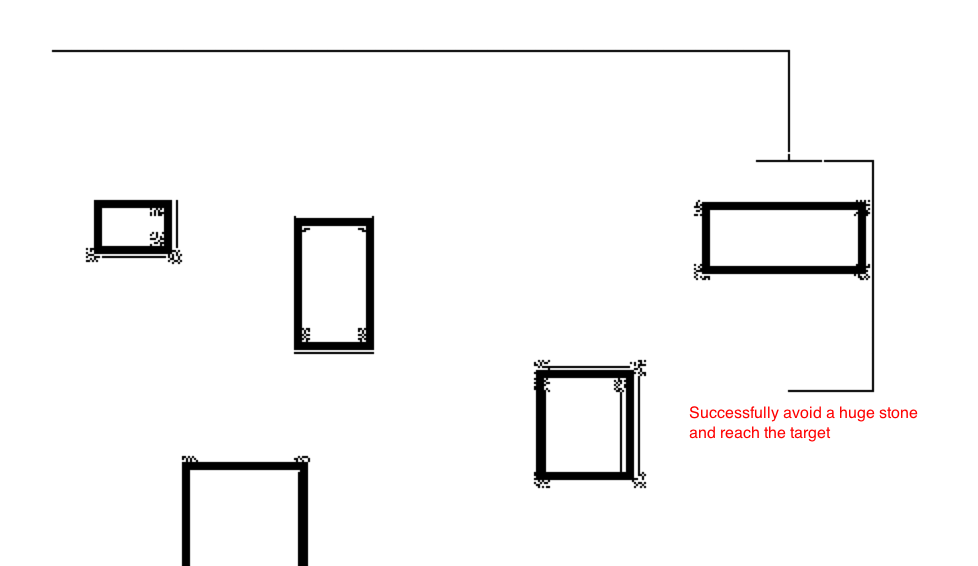 Successfully avoid a huge stone
and reach the target